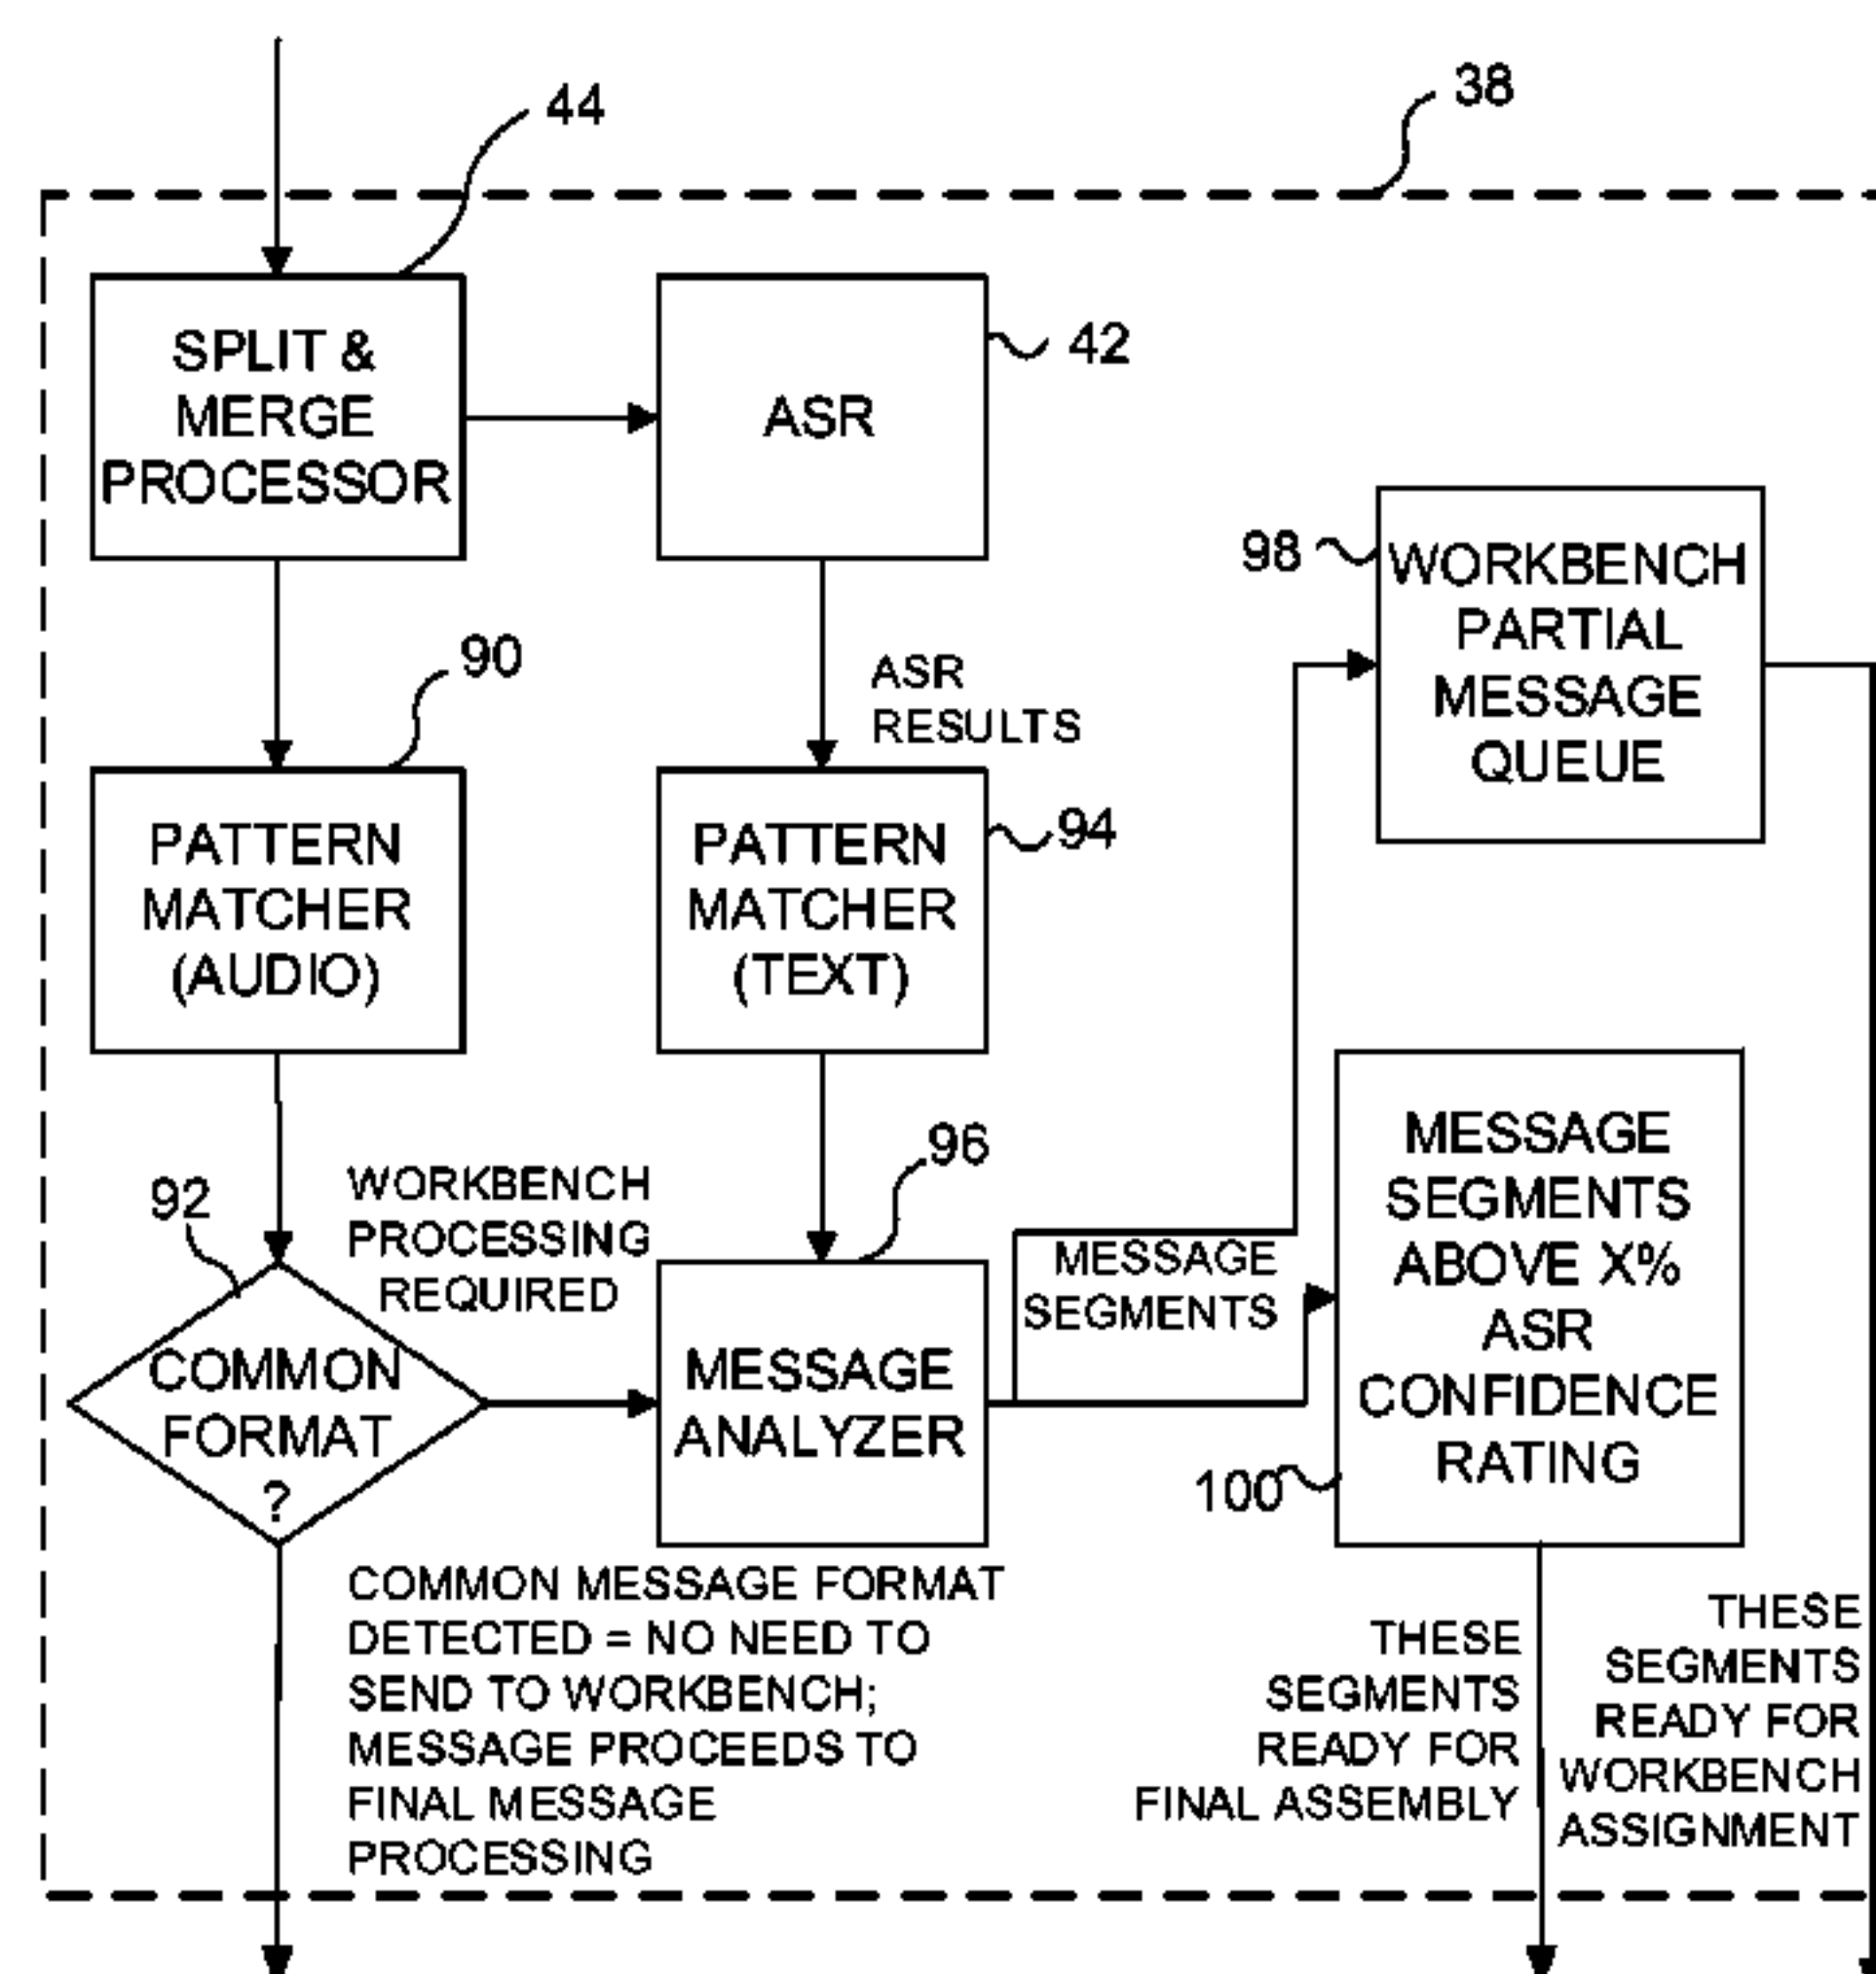 44
38
SPLIT &
MERGE
PROCESSOR
ASR
42
98
WORKBENCH
PARTIAL
MESSAGE
QUEUE
90
ASR
RESULTS
PATTERN
MATCHER
(AUDIO)
PATTERN
MATCHER
(TEXT)
94
92
WORKBENCH
PROCESSING
REQUIRED
96
COMMON
FORMAT
?
MESSAGE
ANALYZER
MESSAGE
SEGMENTS
MESSAGE
SEGMENTS
ABOVE X%
ASR
CONFIDENCE
RATING
100
COMMON MESSAGE FORMAT
DETECTED = NO NEED TO
SEND TO WORKBENCH;
MESSAGE PROCEEDS TO
FINAL MESSAGE
PROCESSING
THESE
SEGMENTS
READY FOR
FINAL ASSEMBLY
THESE
SEGMENTS
READY FOR
WORKBENCH
ASSIGNMENT